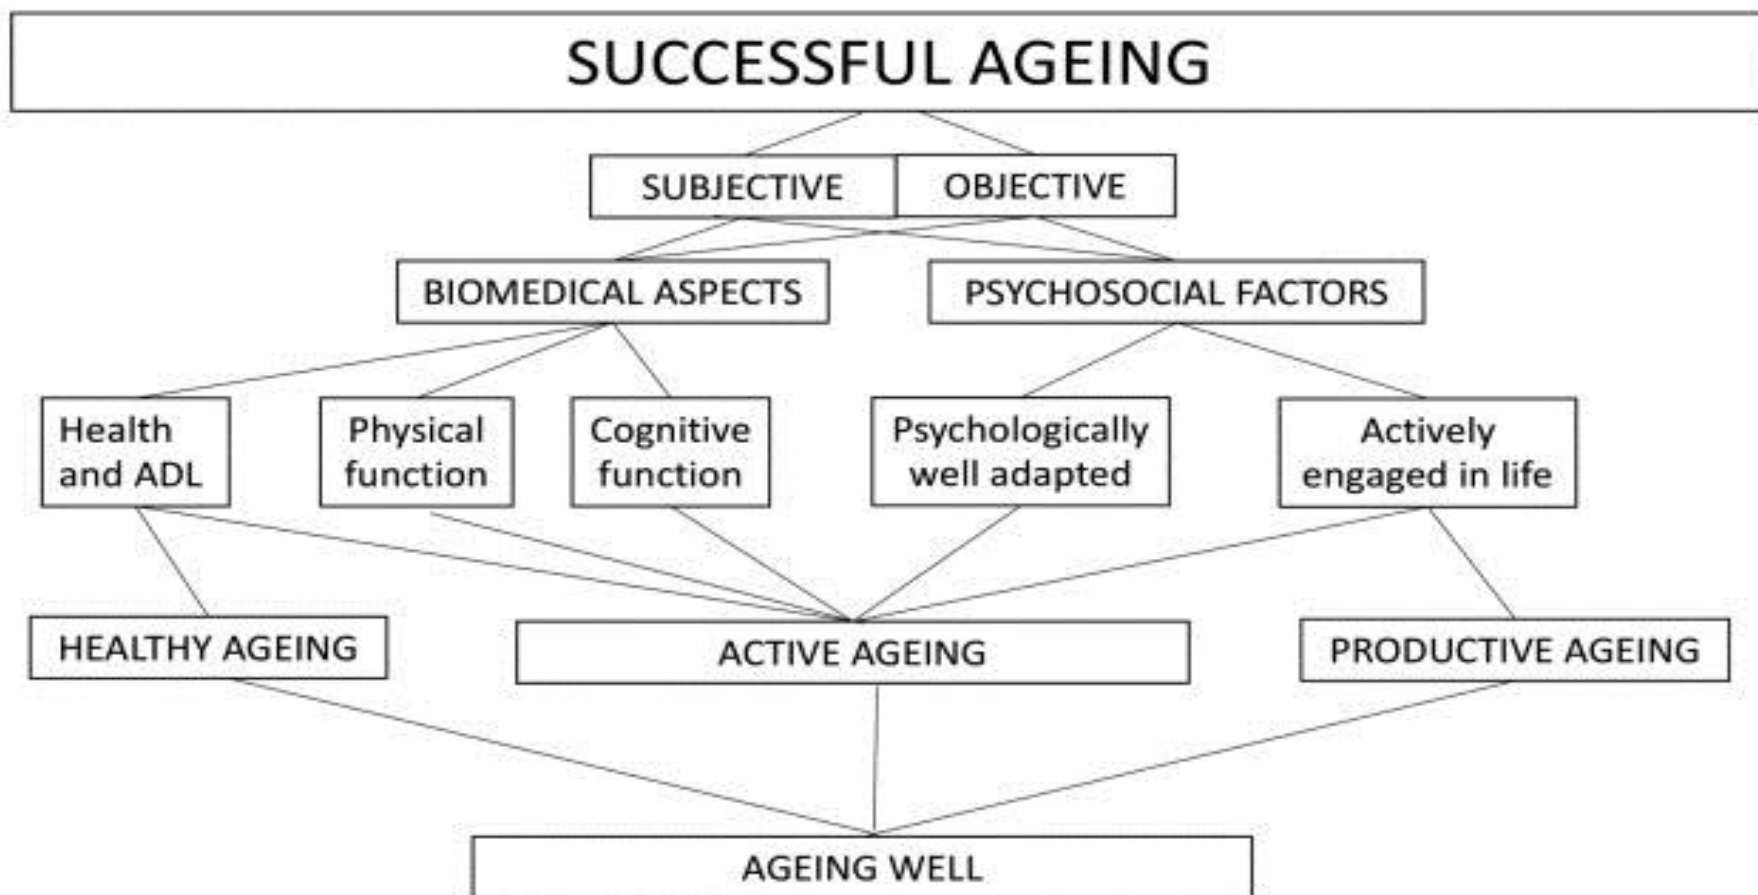 SUCCESSFUL AGEING
SUBJECTIVE
OBJECTIVE
BIOMEDICAL ASPECTS
PSYCHOSOCIAL FACTORS
Health
and ADL
Physical
function
Cognitive
function
Psychologically
well adapted
Actively
engaged in life
HEALTHY AGEING
ACTIVE AGEING
PRODUCTIVE AGEING
AGEING WELL